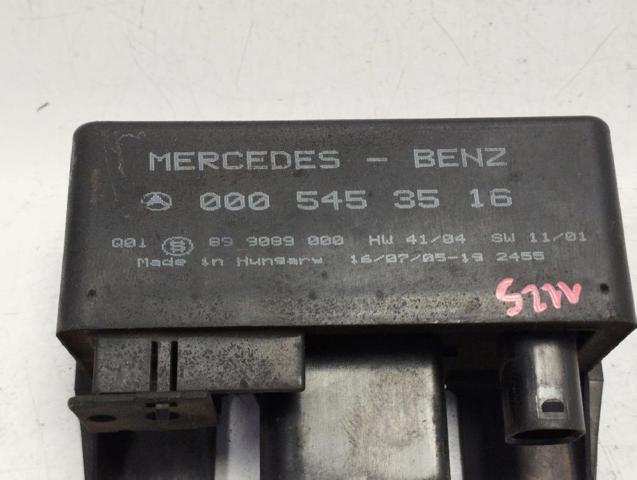 MERCEDES - BENZ
000 545 35 16
Q01 89 9089 000 HW 41/04 SW 11/01
Made in Hungary 16/07/05-19 2455